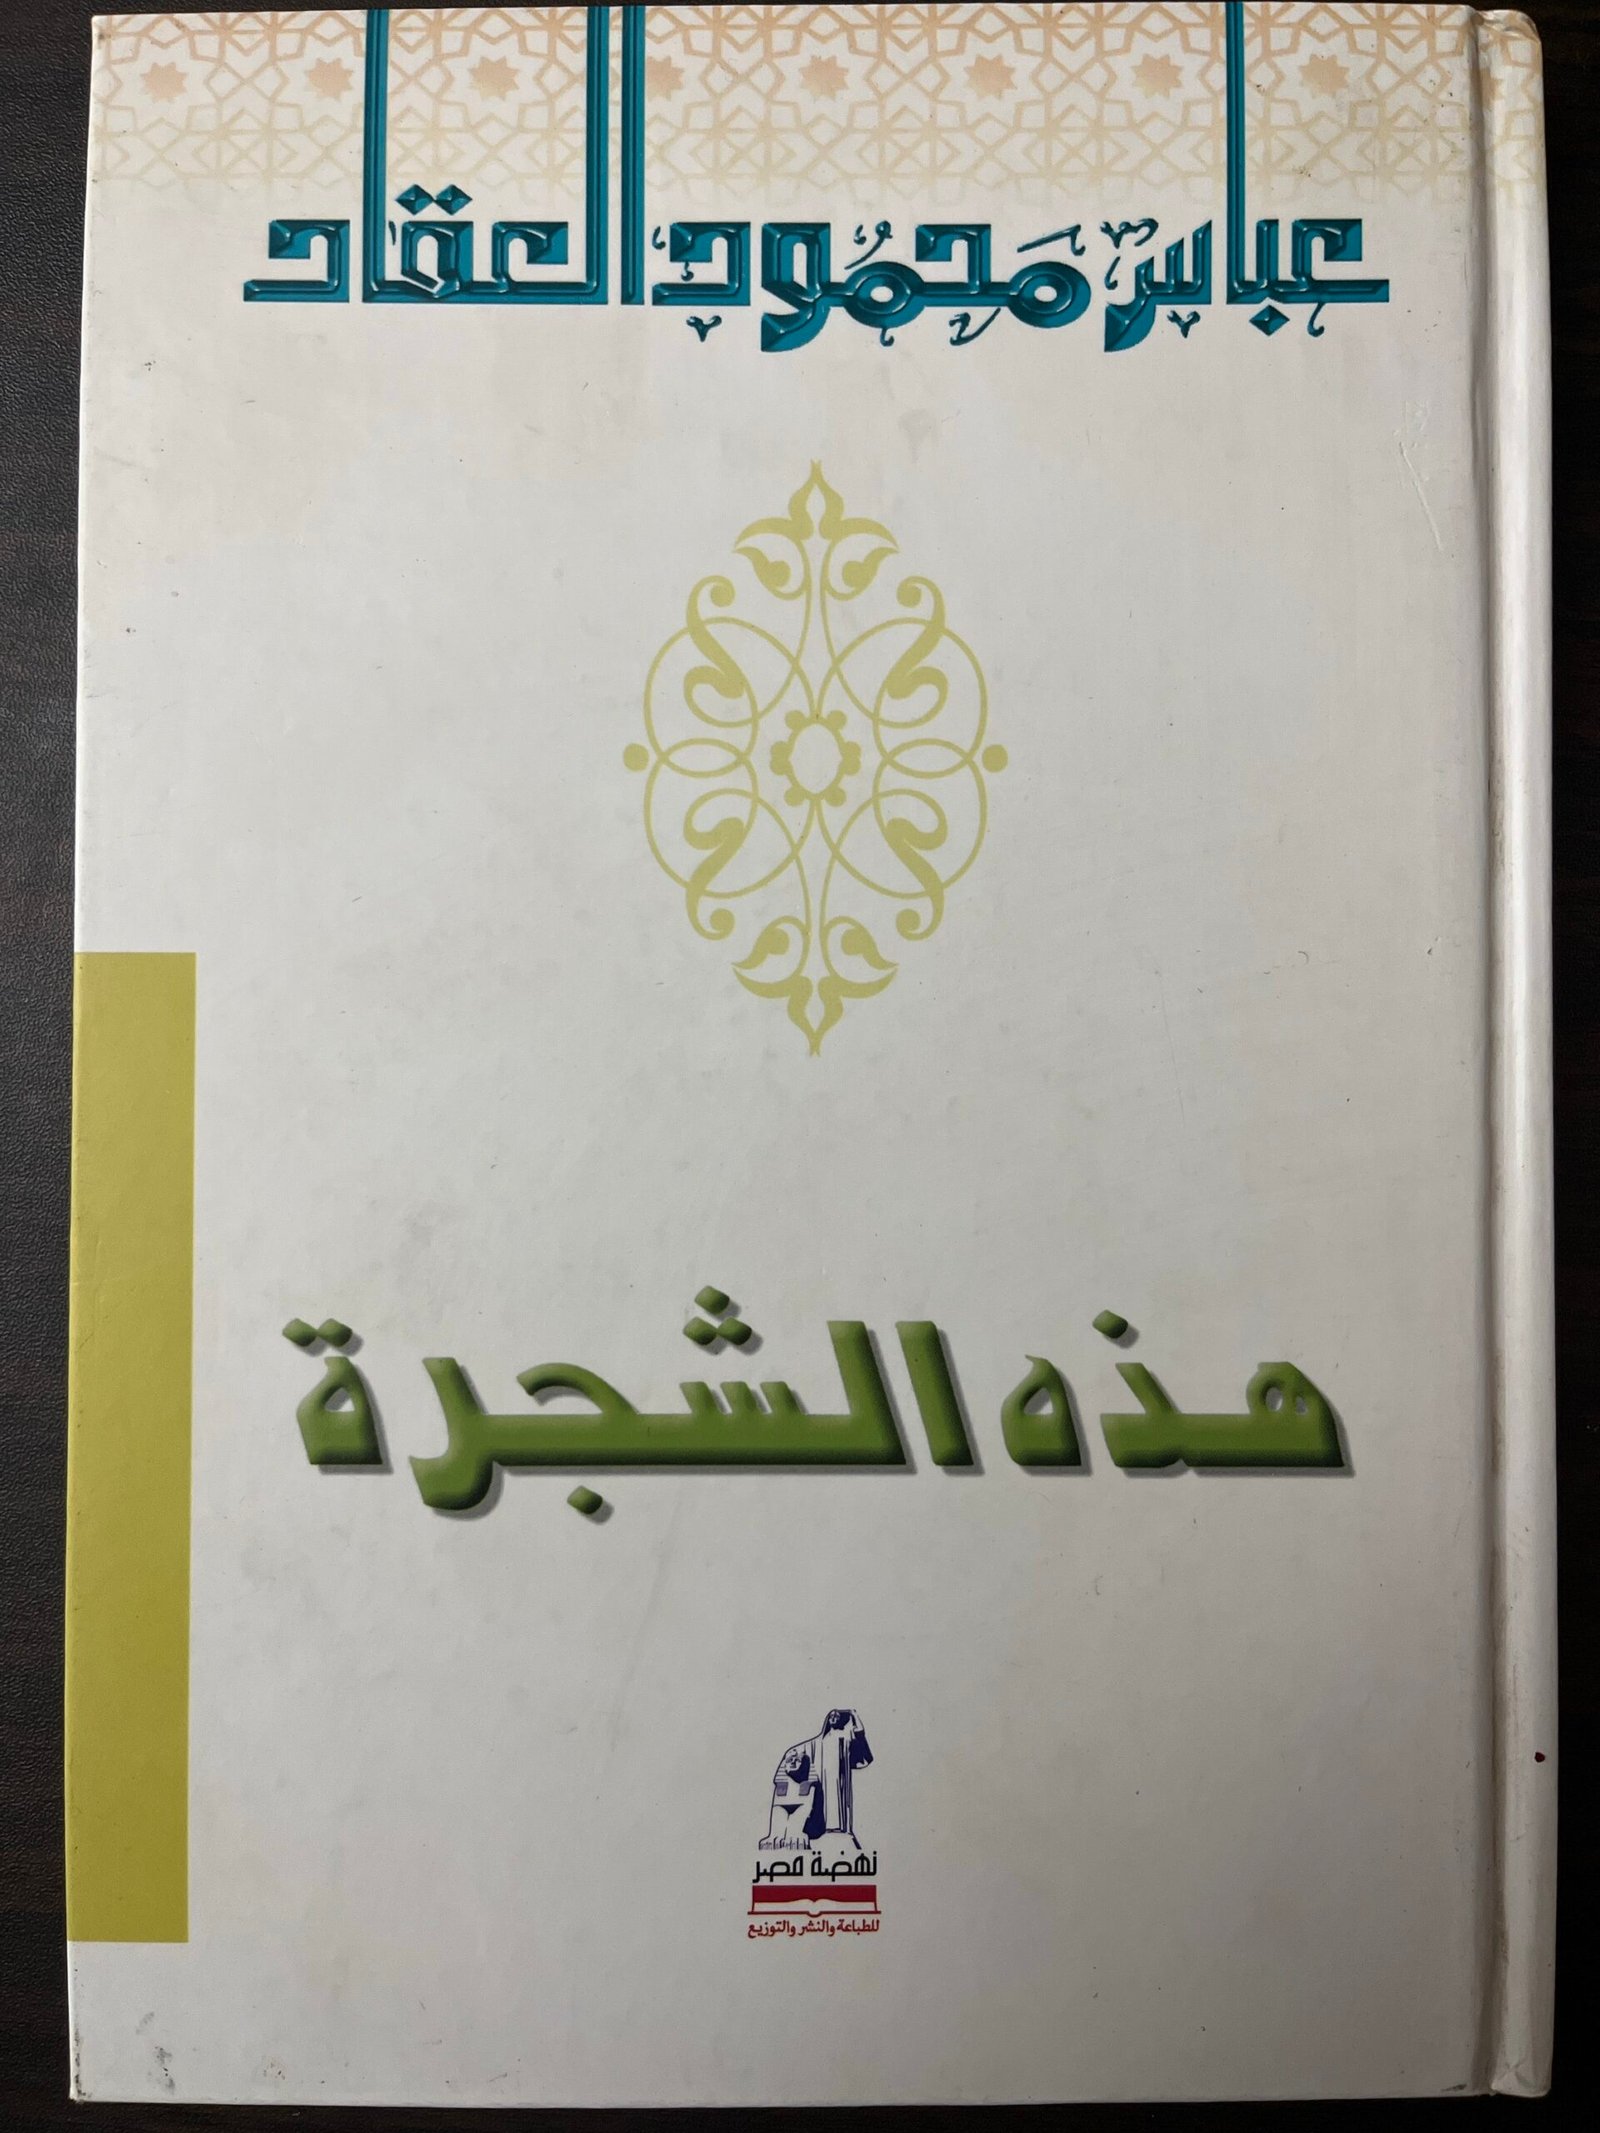 عباس محمود العقاد
هذه الشجرة
نهضة مصر
للطباعة والنشر والتوزيع